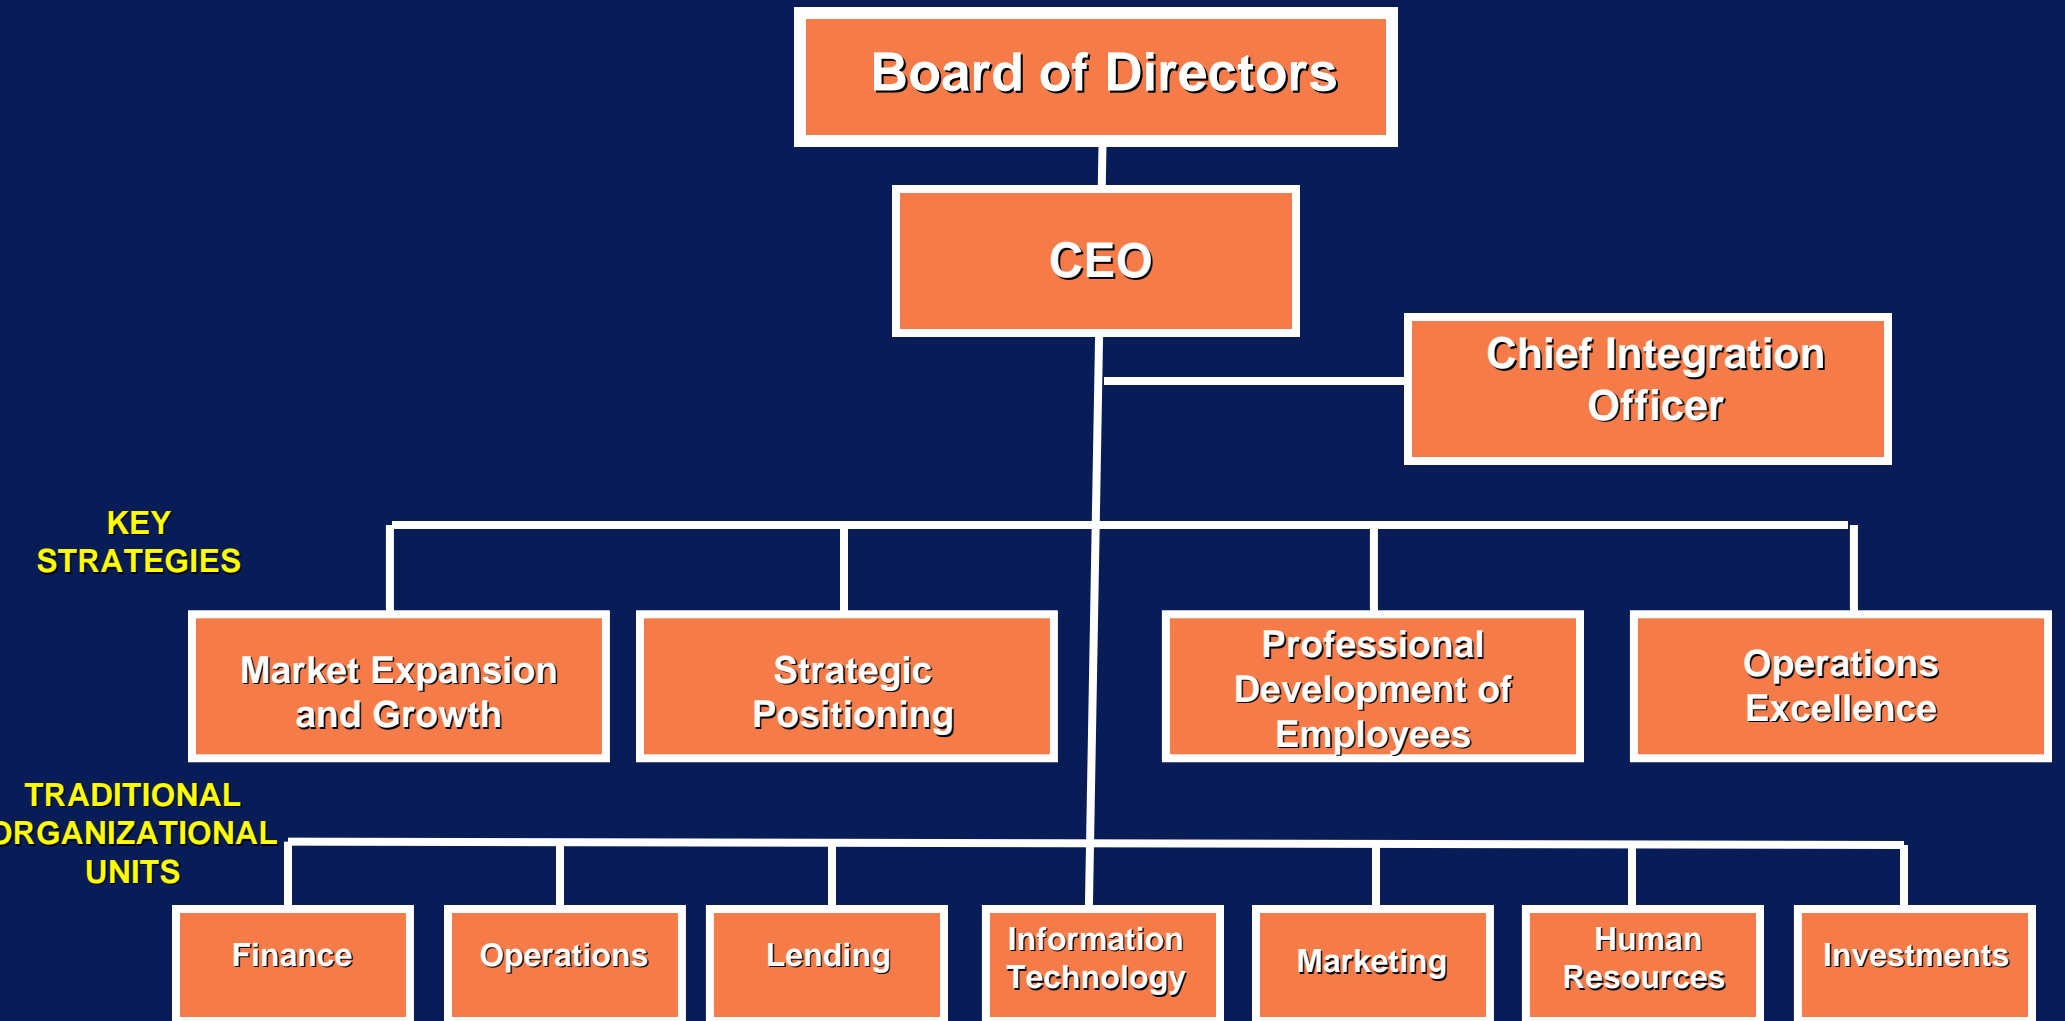 Board of Directors
CEO
Chief Integration
Officer
KEY
STRATEGIES
Market Expansion
and Growth
Strategic
Positioning
Professional
Development of
Employees
Operations
Excellence
TRADITIONAL
ORGANIZATIONAL
UNITS
Finance
Operations
Lending
Information
Technology
Marketing
Human
Resources
Investments